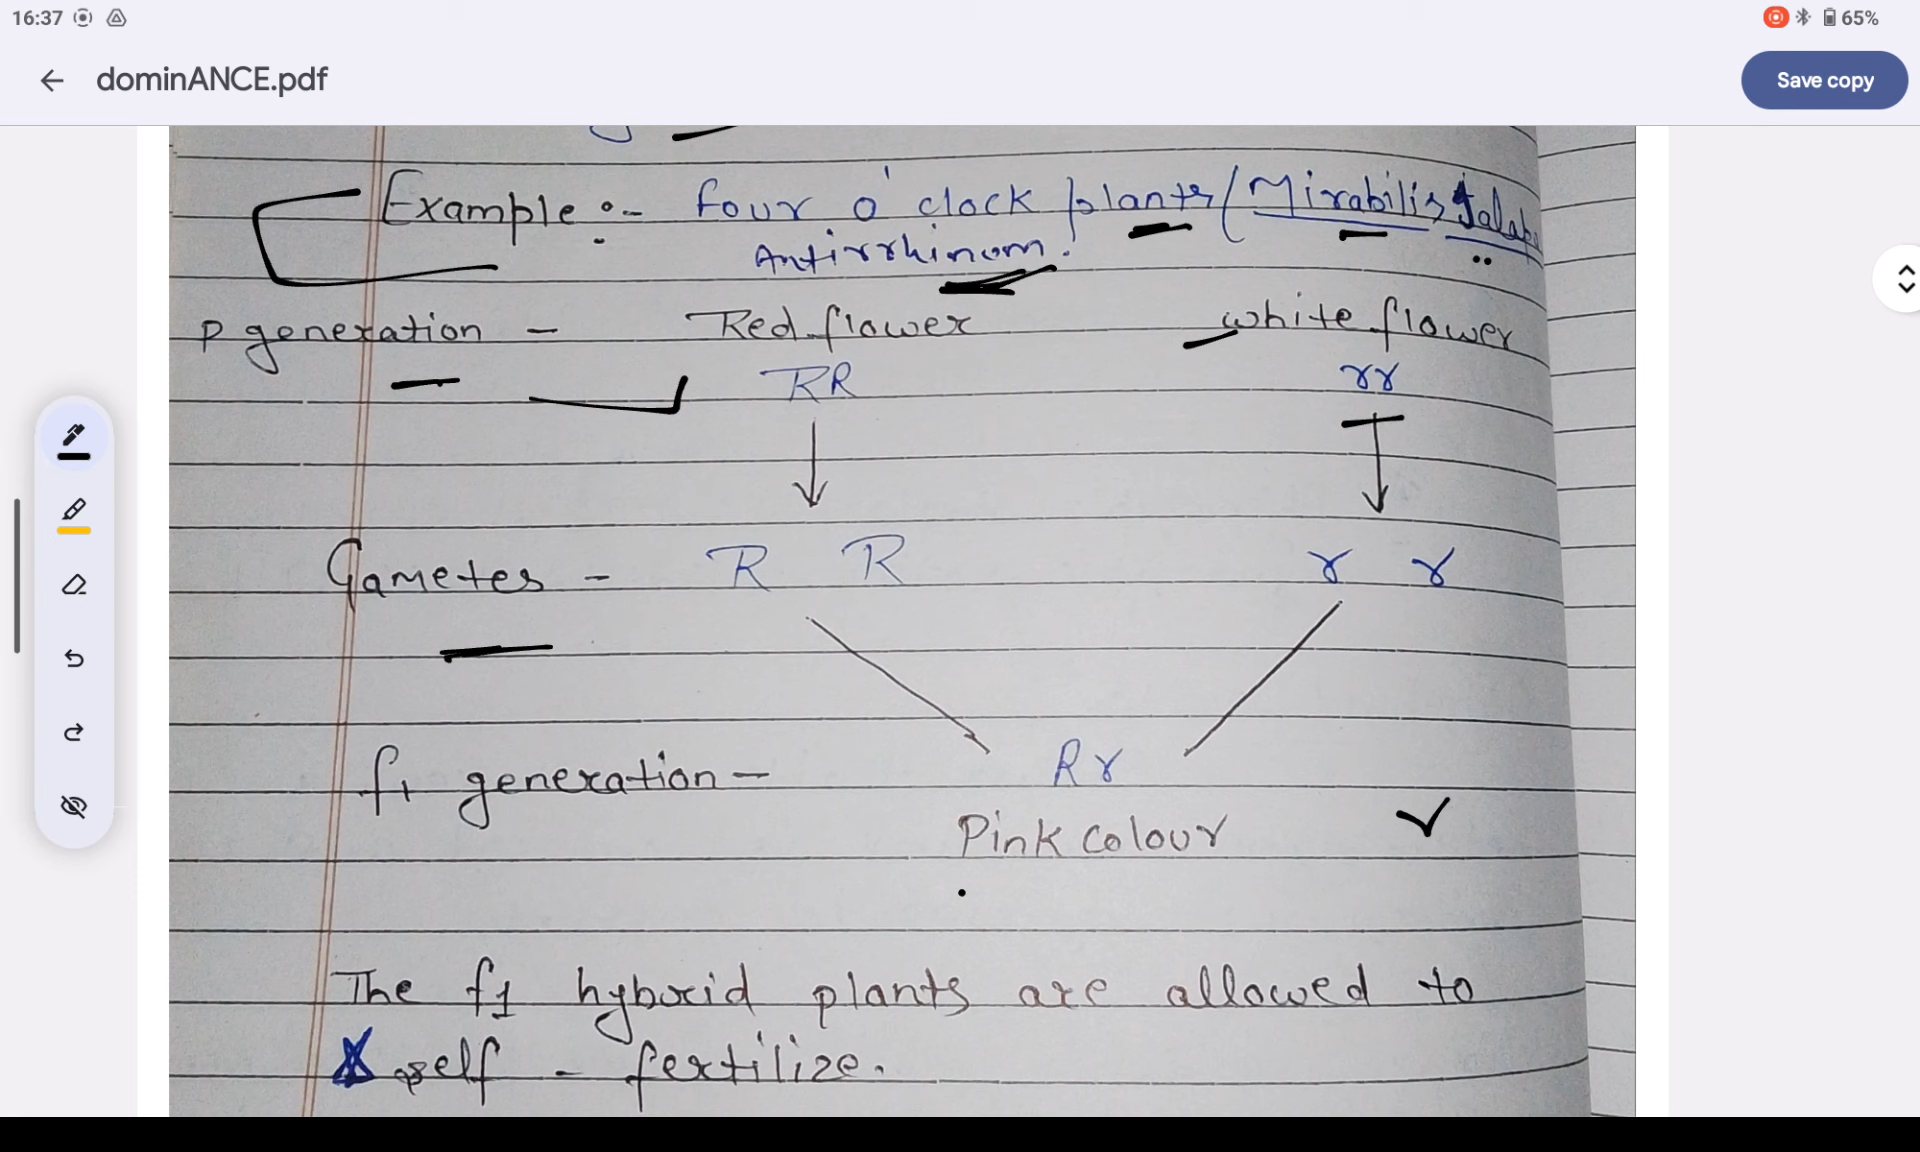 16:37
65%
dominANCE.pdf
Save copy
Example :- four o'clock plants/(Mirabilis Jalapa
Antirrhinom.
P generation - Red flower white flower
RR rr
Gametes - R R r r
f1 generation - Rr
Pink colour
The f1 hybrid plants are allowed to
self - fertilize.